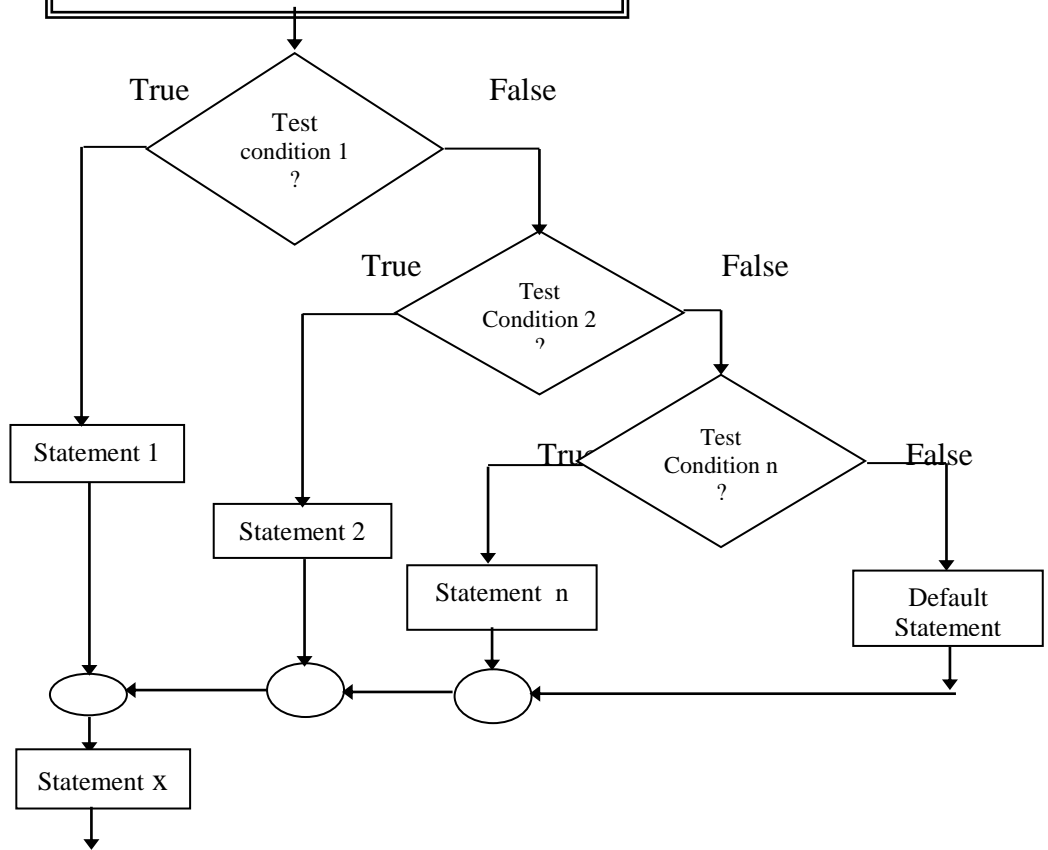 True
False
Test
condition 1
?
True
False
Test
Condition 2
?
True
False
Test
Condition n
?
Statement 1
Statement 2
Statement n
Default
Statement
Statement x